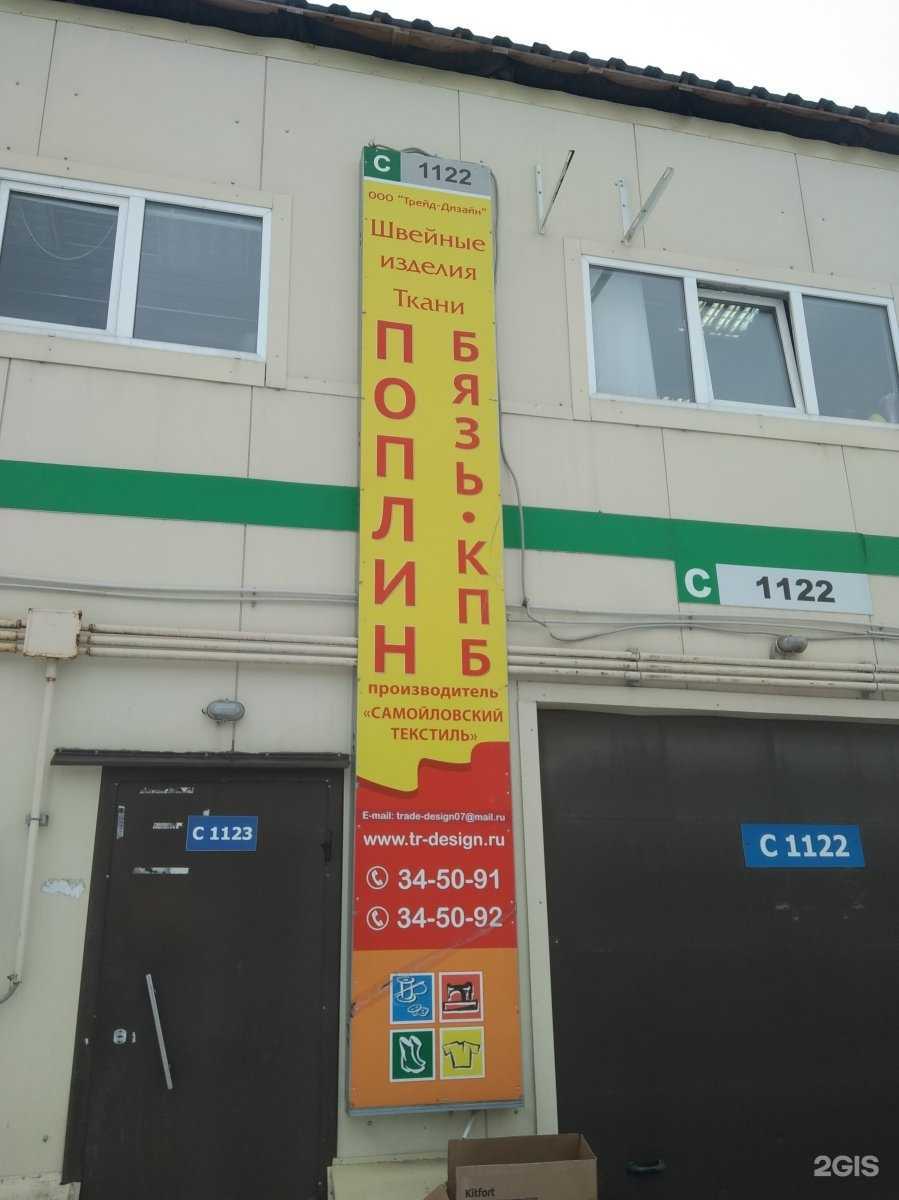 С 1122
ООО "Трейд-Дизайн"
Швейные
изделия
Ткани
ПОПЛИН
БЯЗЬ·КПБ
производитель
«САМОЙЛОВСКИЙ
ТЕКСТИЛЬ»
E-mail: trade-design07@mail.ru
www.tr-design.ru
34-50-91
34-50-92
С 1122
С 1123
С 1122
Kitfort
2GIS